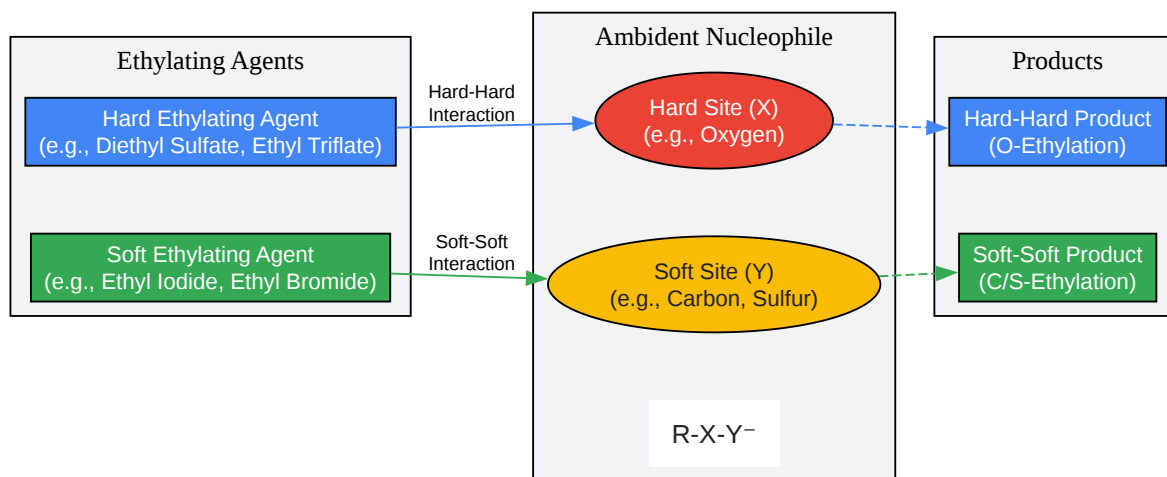 Ethylating Agents
Hard Ethylating Agent
(e.g., Diethyl Sulfate, Ethyl Triflate)
Soft Ethylating Agent
(e.g., Ethyl Iodide, Ethyl Bromide)
Hard-Hard
Interaction
Soft-Soft
Interaction
Ambident Nucleophile
Hard Site (X)
(e.g., Oxygen)
Soft Site (Y)
(e.g., Carbon, Sulfur)
R-X-Y⁻
Products
Hard-Hard Product
(O-Ethylation)
Soft-Soft Product
(C/S-Ethylation)